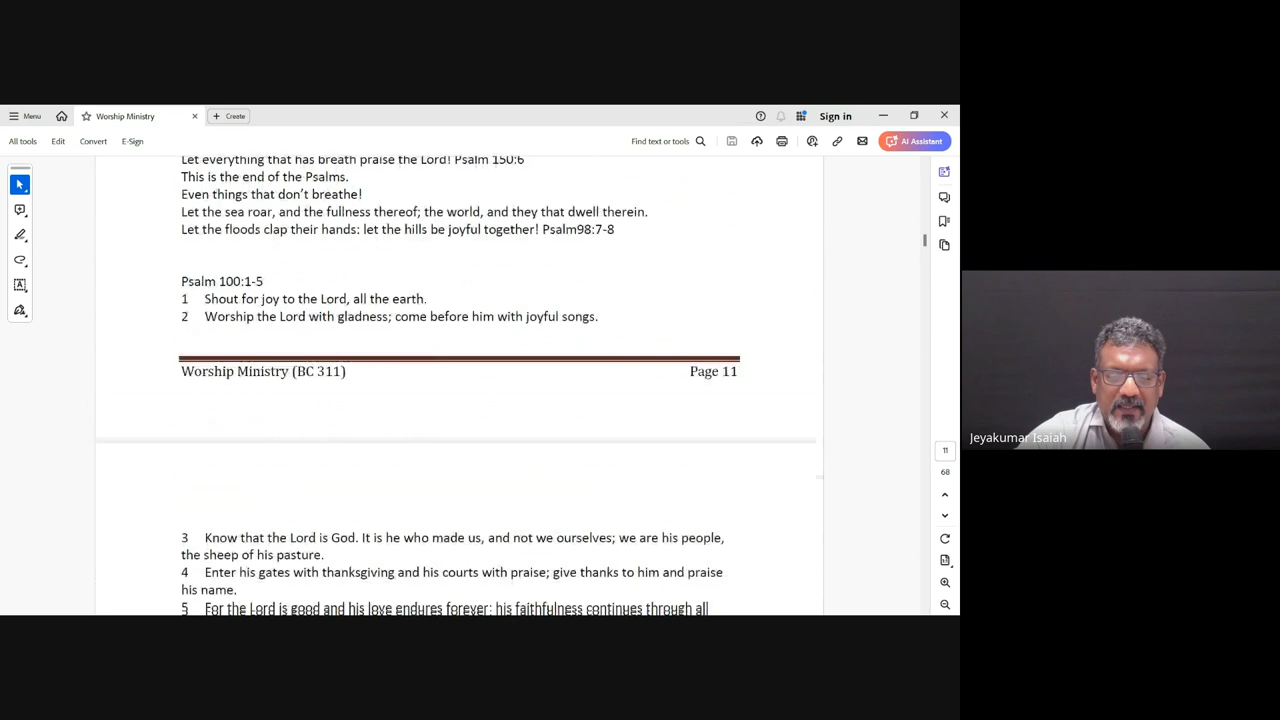 Menu
Worship Ministry
Create
Sign in
All tools
Edit
Convert
E-Sign
Find text or tools
AI Assistant
Let everything that has breath praise the Lord! Psalm 150:6
This is the end of the Psalms.
Even things that don't breathe!
Let the sea roar, and the fullness thereof; the world, and they that dwell therein.
Let the floods clap their hands: let the hills be joyful together! Psalm98:7-8
Psalm 100:1-5
1 Shout for joy to the Lord, all the earth.
2 Worship the Lord with gladness; come before him with joyful songs.
Worship Ministry (BC 311)
Page 11
3 Know that the Lord is God. It is he who made us, and not we ourselves; we are his people,
the sheep of his pasture.
4 Enter his gates with thanksgiving and his courts with praise; give thanks to him and praise
his name.
5 For the Lord is good and his love endures forever; his faithfulness continues through all
11
68
Jeyakumar Isaiah